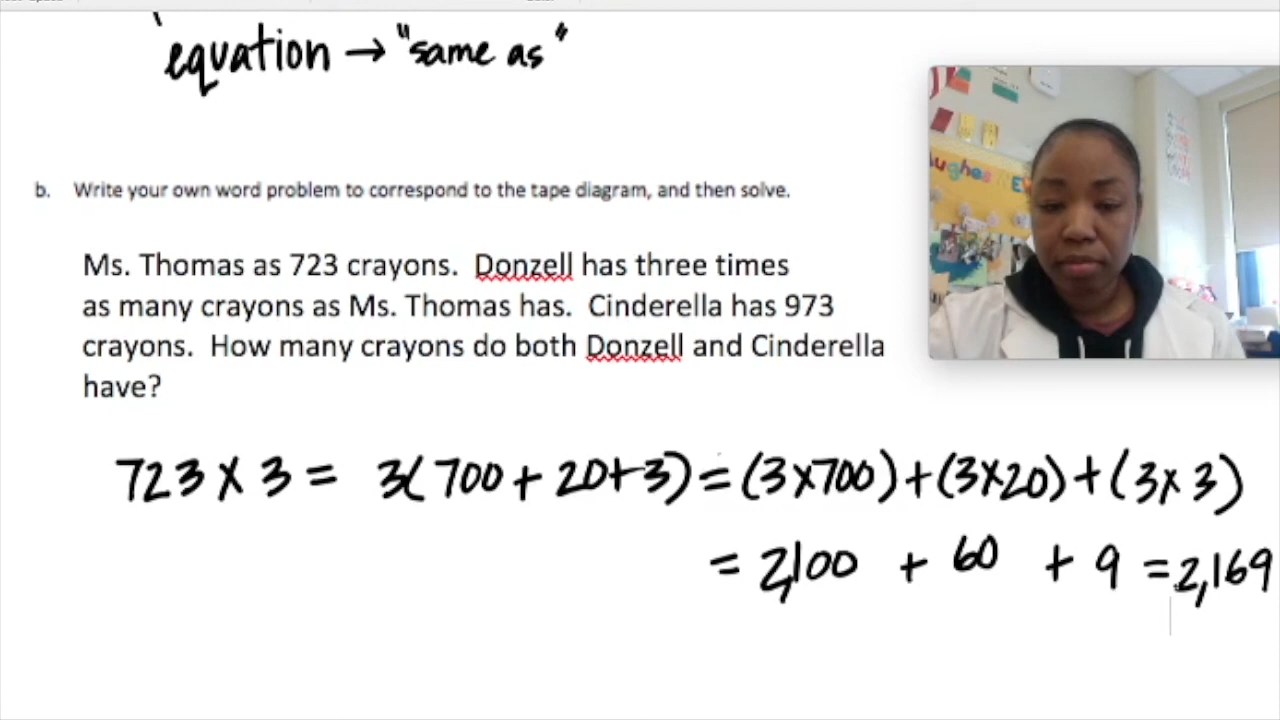 equation → "same as"
b. Write your own word problem to correspond to the tape diagram, and then solve.
Ms. Thomas as 723 crayons. Donzell has three times
as many crayons as Ms. Thomas has. Cinderella has 973
crayons. How many crayons do both Donzell and Cinderella
have?
723 x 3 = 3(700 + 20+3) = (3x700)+(3x20)+(3x3)
= 2,100 + 60 + 9 = 2,169